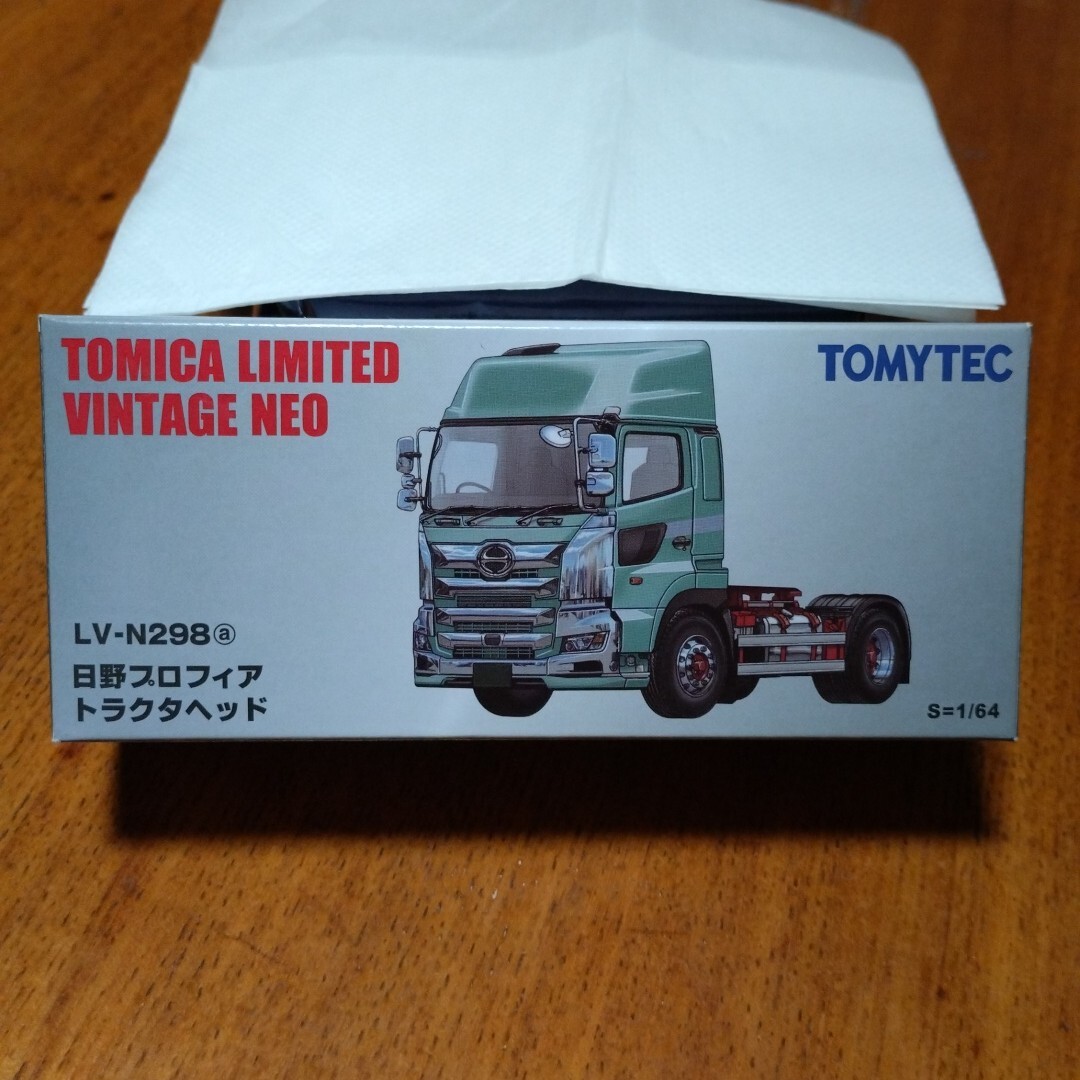 TOMICA LIMITED
VINTAGE NEO
TOMYTEC
LV-N298ⓐ
日野プロフィア
トラクタヘッド
S=1/64